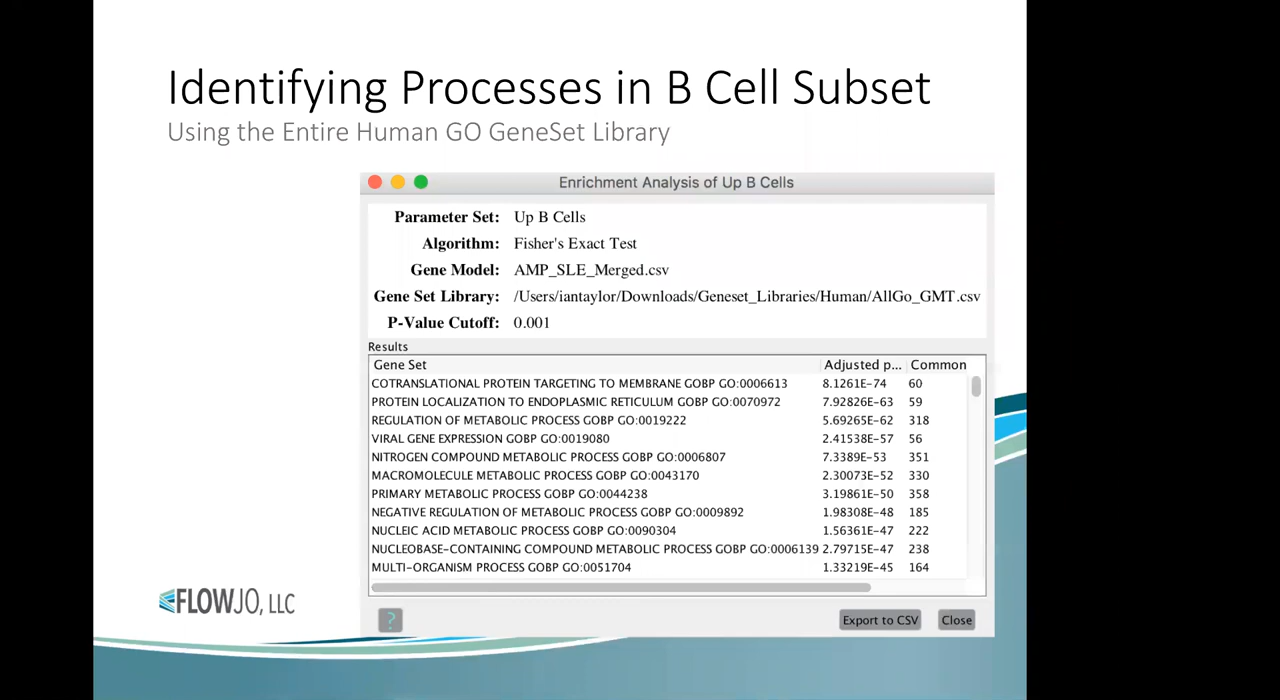 Identifying Processes in B Cell Subset
Using the Entire Human GO GeneSet Library
Enrichment Analysis of Up B Cells
Parameter Set: Up B Cells
Algorithm: Fisher's Exact Test
Gene Model: AMP_SLE_Merged.csv
Gene Set Library: /Users/iantaylor/Downloads/Geneset_Libraries/Human/AllGo_GMT.csv
P-Value Cutoff: 0.001
Results
Gene Set Adjusted p... Common
COTRANSLATIONAL PROTEIN TARGETING TO MEMBRANE GOBP GO:0006613 8.1261E-74 60
PROTEIN LOCALIZATION TO ENDOPLASMIC RETICULUM GOBP GO:0070972 7.92826E-63 59
REGULATION OF METABOLIC PROCESS GOBP GO:0019222 5.69265E-62 318
VIRAL GENE EXPRESSION GOBP GO:0019080 2.41538E-57 56
NITROGEN COMPOUND METABOLIC PROCESS GOBP GO:0006807 7.3389E-53 351
MACROMOLECULE METABOLIC PROCESS GOBP GO:0043170 2.30073E-52 330
PRIMARY METABOLIC PROCESS GOBP GO:0044238 3.19861E-50 358
NEGATIVE REGULATION OF METABOLIC PROCESS GOBP GO:0009892 1.98308E-48 185
NUCLEIC ACID METABOLIC PROCESS GOBP GO:0090304 1.56361E-47 222
NUCLEOBASE-CONTAINING COMPOUND METABOLIC PROCESS GOBP GO:0006139 2.79715E-47 238
MULTI-ORGANISM PROCESS GOBP GO:0051704 1.33219E-45 164
FLOWJO, LLC
? Export to CSV Close